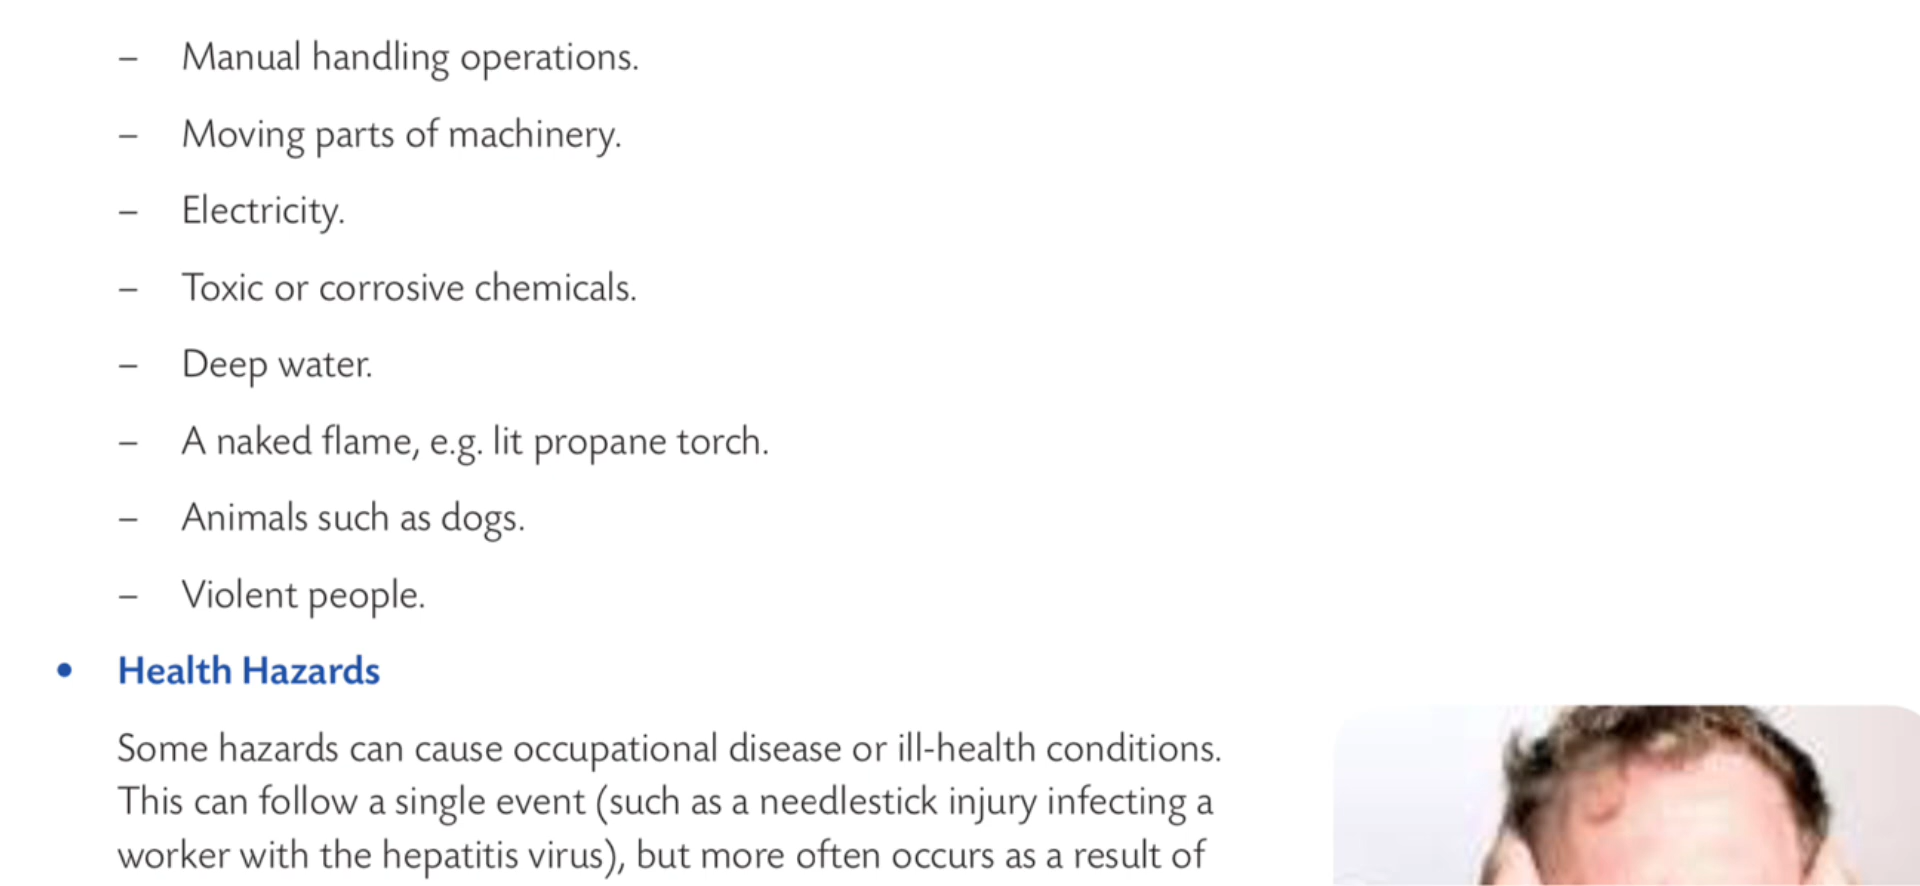 – Manual handling operations.
– Moving parts of machinery.
– Electricity.
– Toxic or corrosive chemicals.
– Deep water.
– A naked flame, e.g. lit propane torch.
– Animals such as dogs.
– Violent people.
• Health Hazards
Some hazards can cause occupational disease or ill-health conditions.
This can follow a single event (such as a needlestick injury infecting a
worker with the hepatitis virus), but more often occurs as a result of